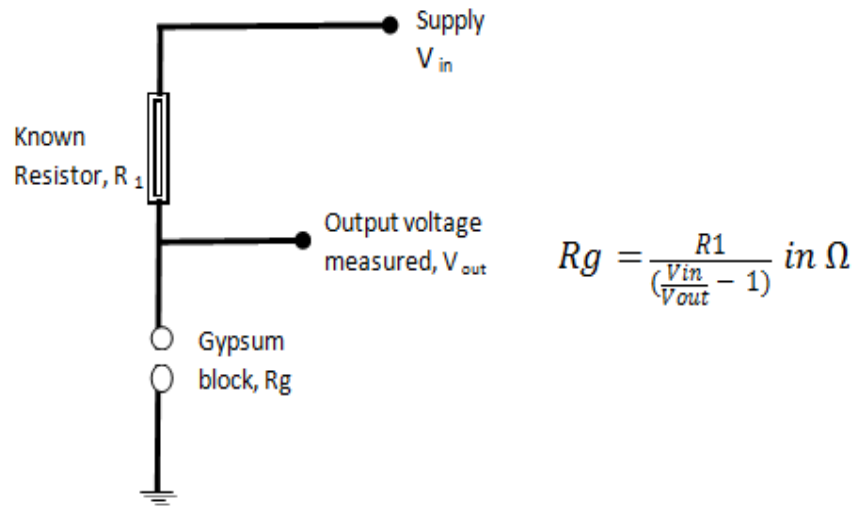 Supply
V in
Known
Resistor, R 1
Output voltage
measured, V out
Rg = R1 / (Vin/Vout − 1) in Ω
Gypsum
block, Rg